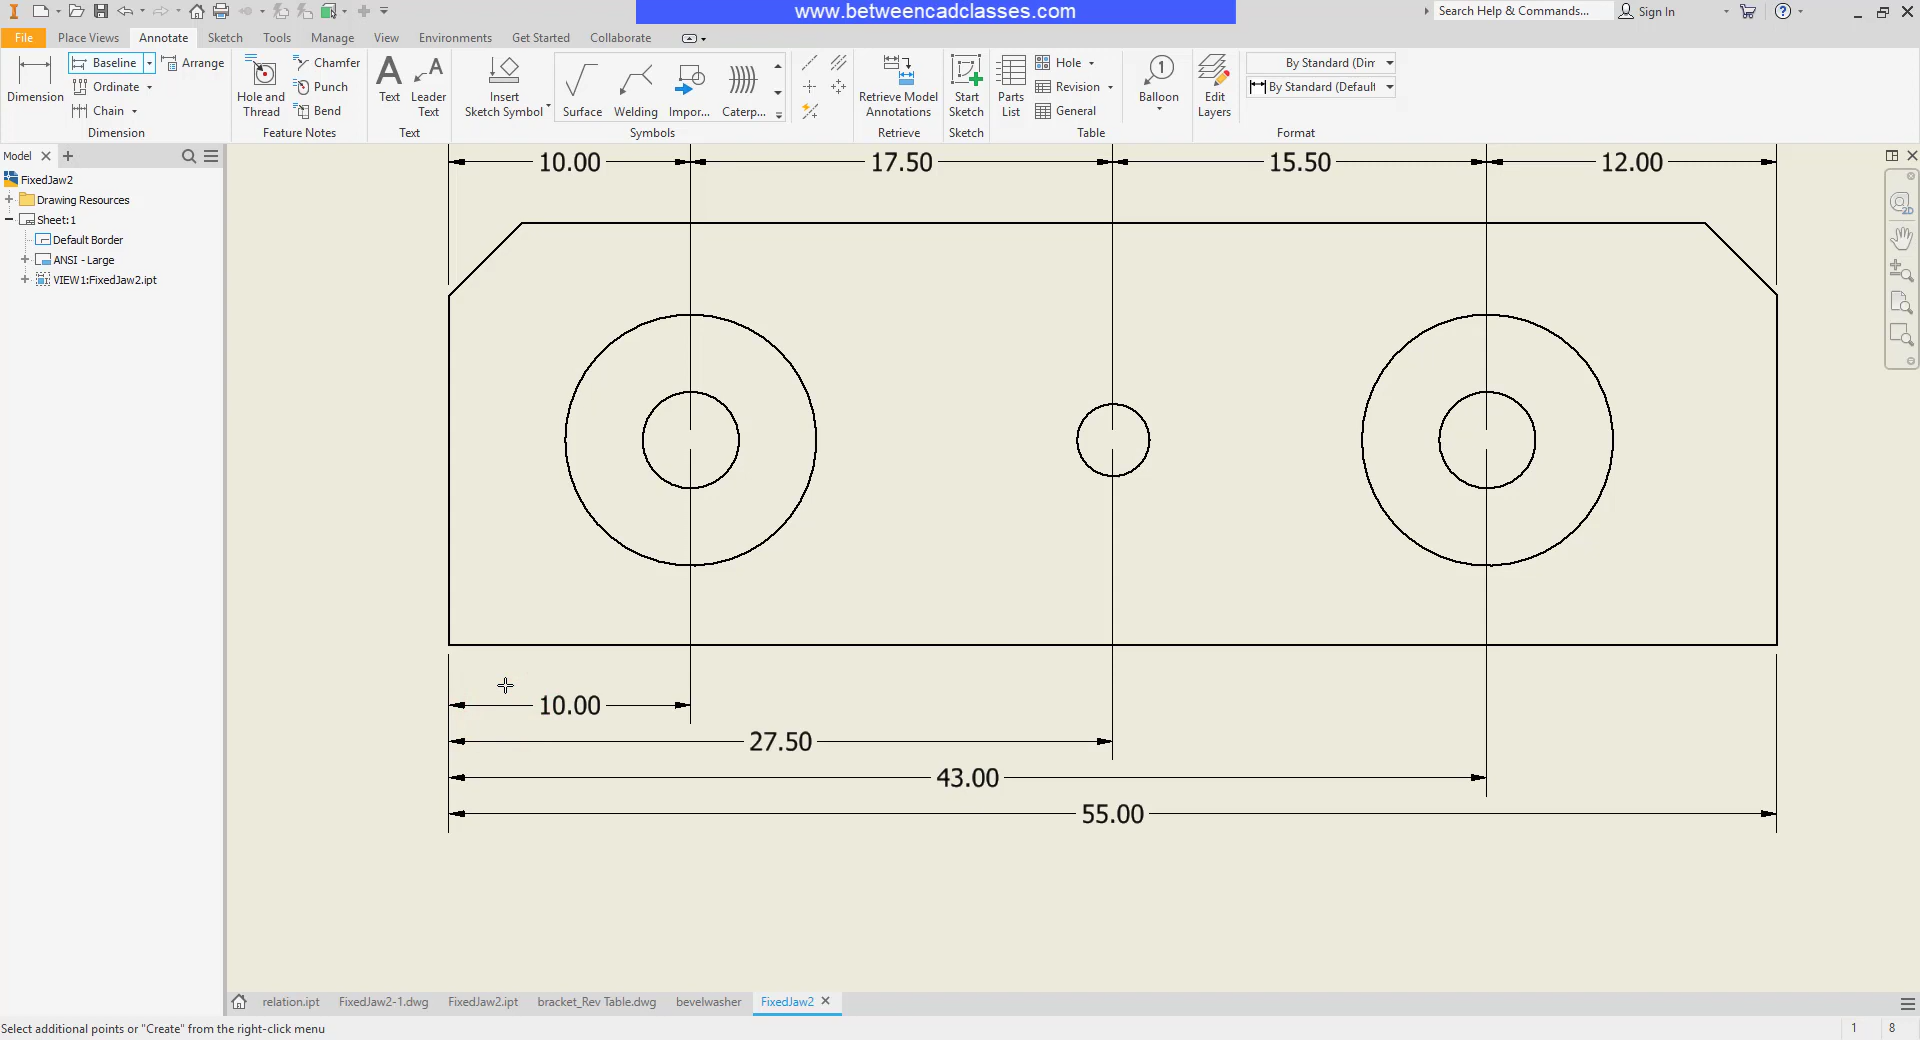 www.betweencadclasses.com
Search Help & Commands...
Sign In
File
Place Views
Annotate
Sketch
Tools
Manage
View
Environments
Get Started
Collaborate
Dimension
Baseline
Arrange
Ordinate
Chain
Dimension
Hole and Thread
Chamfer
Punch
Bend
Feature Notes
Text
Leader Text
Text
Insert Sketch Symbol
Surface
Welding
Impor...
Caterp...
Symbols
Retrieve Model Annotations
Retrieve
Start Sketch
Sketch
Parts List
Hole
Revision
General
Table
Balloon
Edit Layers
By Standard (Dir
By Standard (Default
Format
Model
FixedJaw2
Drawing Resources
Sheet:1
Default Border
ANSI - Large
VIEW1:FixedJaw2.ipt
2D
10.00
17.50
15.50
12.00
10.00
27.50
43.00
55.00
relation.ipt
FixedJaw2-1.dwg
FixedJaw2.ipt
bracket_Rev Table.dwg
bevelwasher
FixedJaw2
Select additional points or "Create" from the right-click menu
1
8